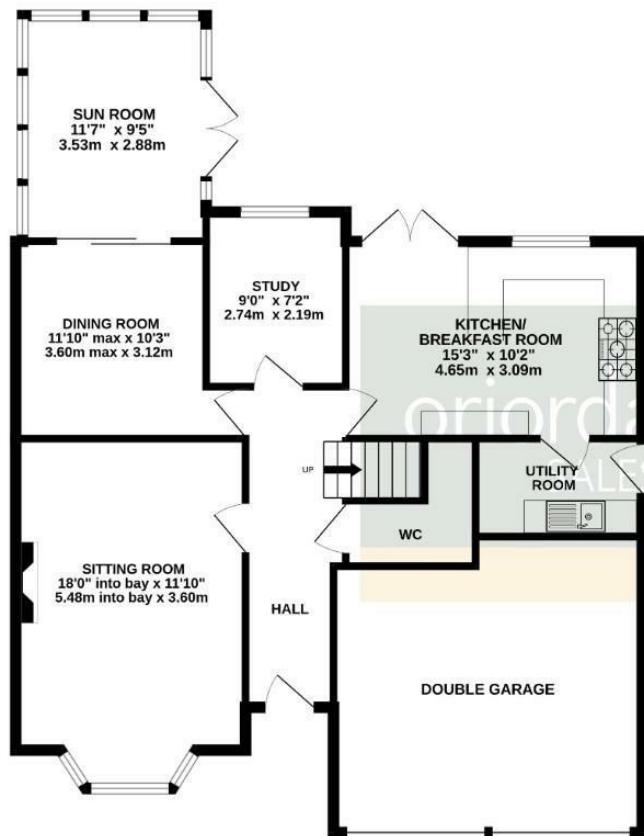 SUN ROOM
11'7" x 9'5"
3.53m x 2.88m
STUDY
9'0" x 7'2"
2.74m x 2.19m
DINING ROOM
11'10" max x 10'3"
3.60m max x 3.12m
KITCHEN/
BREAKFAST ROOM
15'3" x 10'2"
4.65m x 3.09m
oriorda
SALES
UP
UTILITY
ROOM
WC
SITTING ROOM
18'0" into bay x 11'10"
5.48m into bay x 3.60m
HALL
DOUBLE GARAGE